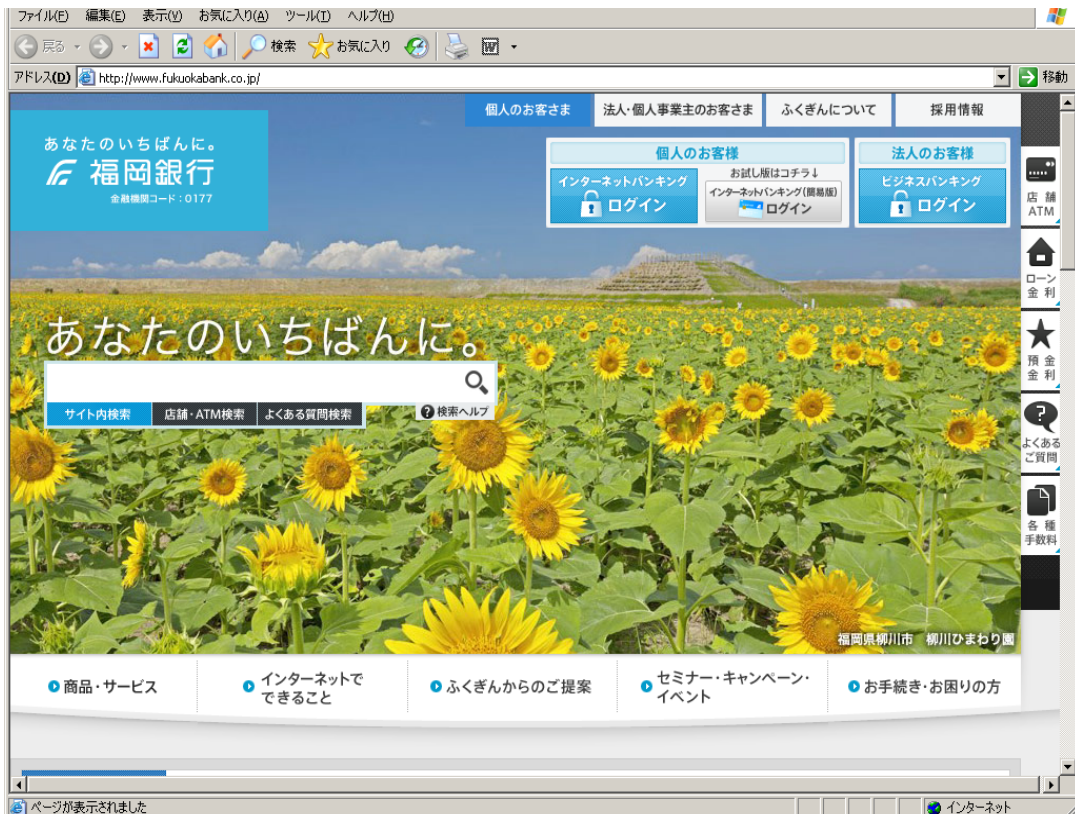 ファイル(F) 編集(E) 表示(V) お気に入り(A) ツール(T) ヘルプ(H)
戻る 検索 お気に入り
アドレス(D) http://www.fukuokabank.co.jp/ 移動
個人のお客さま 法人・個人事業主のお客さま ふくぎんについて 採用情報
あなたのいちばんに。
福岡銀行
金融機関コード:0177
個人のお客様
インターネットバンキング
ログイン
お試し版はコチラ↓
インターネットバンキング(簡易版)
ログイン
法人のお客様
ビジネスバンキング
ログイン
店舗
ATM
ローン
金利
預金
金利
よくある
ご質問
各種
手数料
あなたのいちばんに。
サイト内検索 店舗・ATM検索 よくある質問検索 ?検索ヘルプ
福岡県柳川市 柳川ひまわり園
商品・サービス
インターネットで
できること
ふくぎんからのご提案
セミナー・キャンペーン・
イベント
お手続き・お困りの方
ページが表示されました インターネット